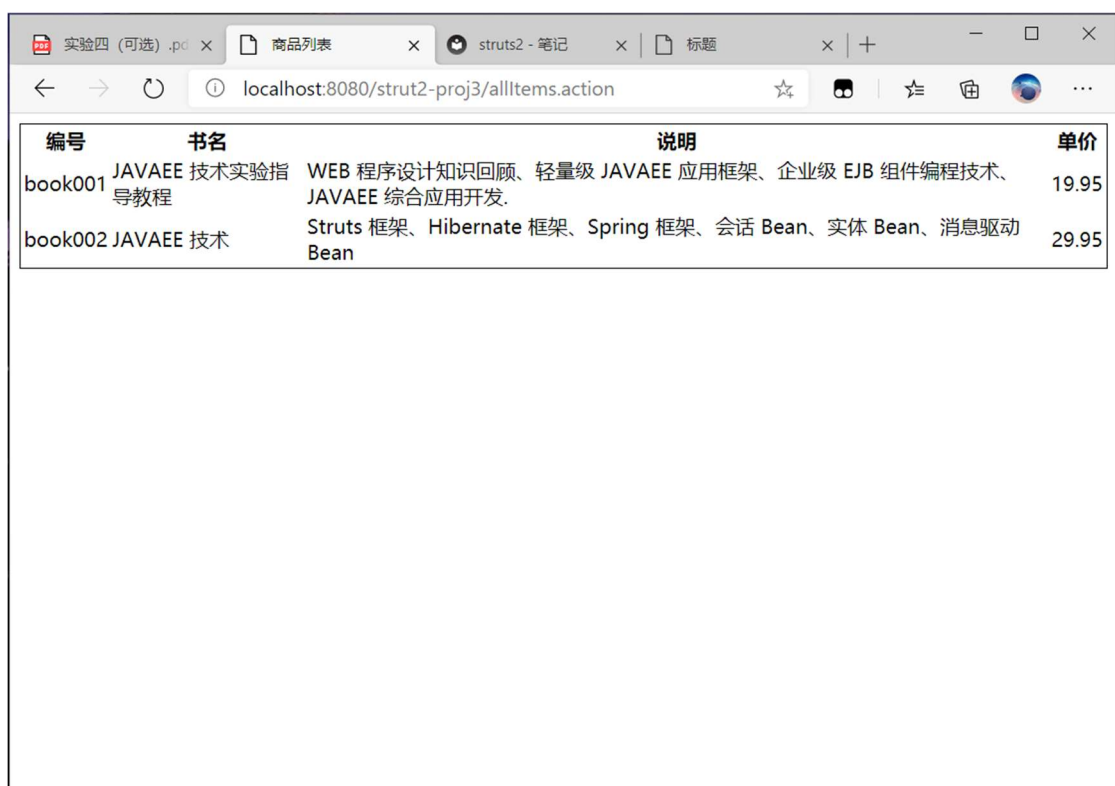 实验四 (可选) .pd
商品列表
struts2 - 笔记
标题
localhost:8080/strut2-proj3/allItems.action
编号 书名 说明 单价
book001 JAVAEE 技术实验指 WEB 程序设计知识回顾、轻量级 JAVAEE 应用框架、企业级 EJB 组件编程技术、 19.95
导教程 JAVAEE 综合应用开发.
book002 JAVAEE 技术 Struts 框架、Hibernate 框架、Spring 框架、会话 Bean、实体 Bean、消息驱动 29.95
Bean